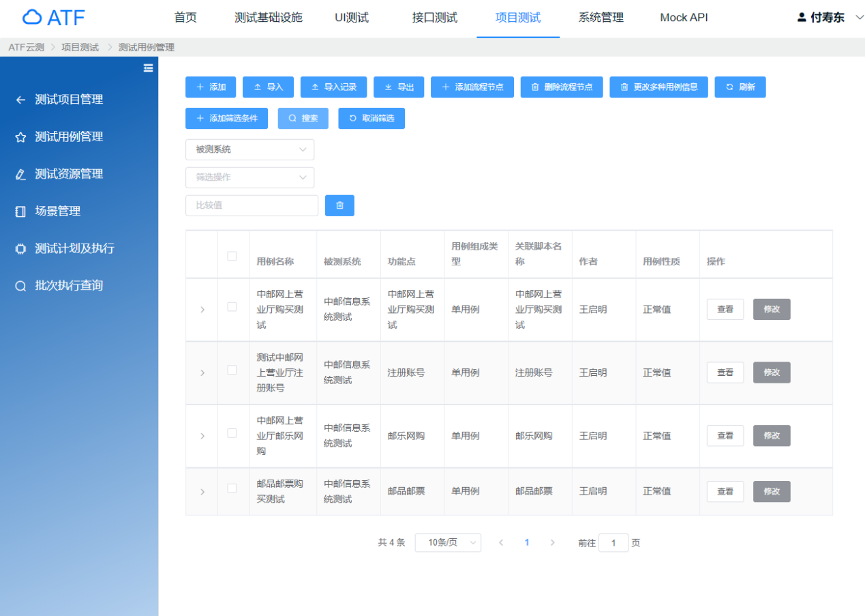 ATF
首页 测试基础设施 UI测试 接口测试 项目测试 系统管理 Mock API 付寿东
ATF云测 项目测试 测试用例管理
测试项目管理
测试用例管理
测试资源管理
场景管理
测试计划及执行
批次执行查询
添加 导入 导入记录 导出 添加流程节点 删除流程节点 更改多种用例信息 刷新
添加筛选条件 搜索 取消筛选
被测系统
筛选操作
比较值
用例名称 被测系统 功能点 用例组成类型 关联脚本名称 作者 用例性质 操作
中邮网上营业厅购买测试 中邮信息系统测试 中邮网上营业厅购买测试 单用例 中邮网上营业厅购买测试 王启明 正常值 查看 修改
测试中邮网上营业厅注册账号 中邮信息系统测试 注册账号 单用例 注册账号 王启明 正常值 查看 修改
中邮网上营业厅邮乐网购 中邮信息系统测试 邮乐网购 单用例 邮乐网购 王启明 正常值 查看 修改
邮品邮票购买测试 中邮信息系统测试 邮品邮票 单用例 邮品邮票 王启明 正常值 查看 修改
共 4 条 10条/页 1 前往 1 页